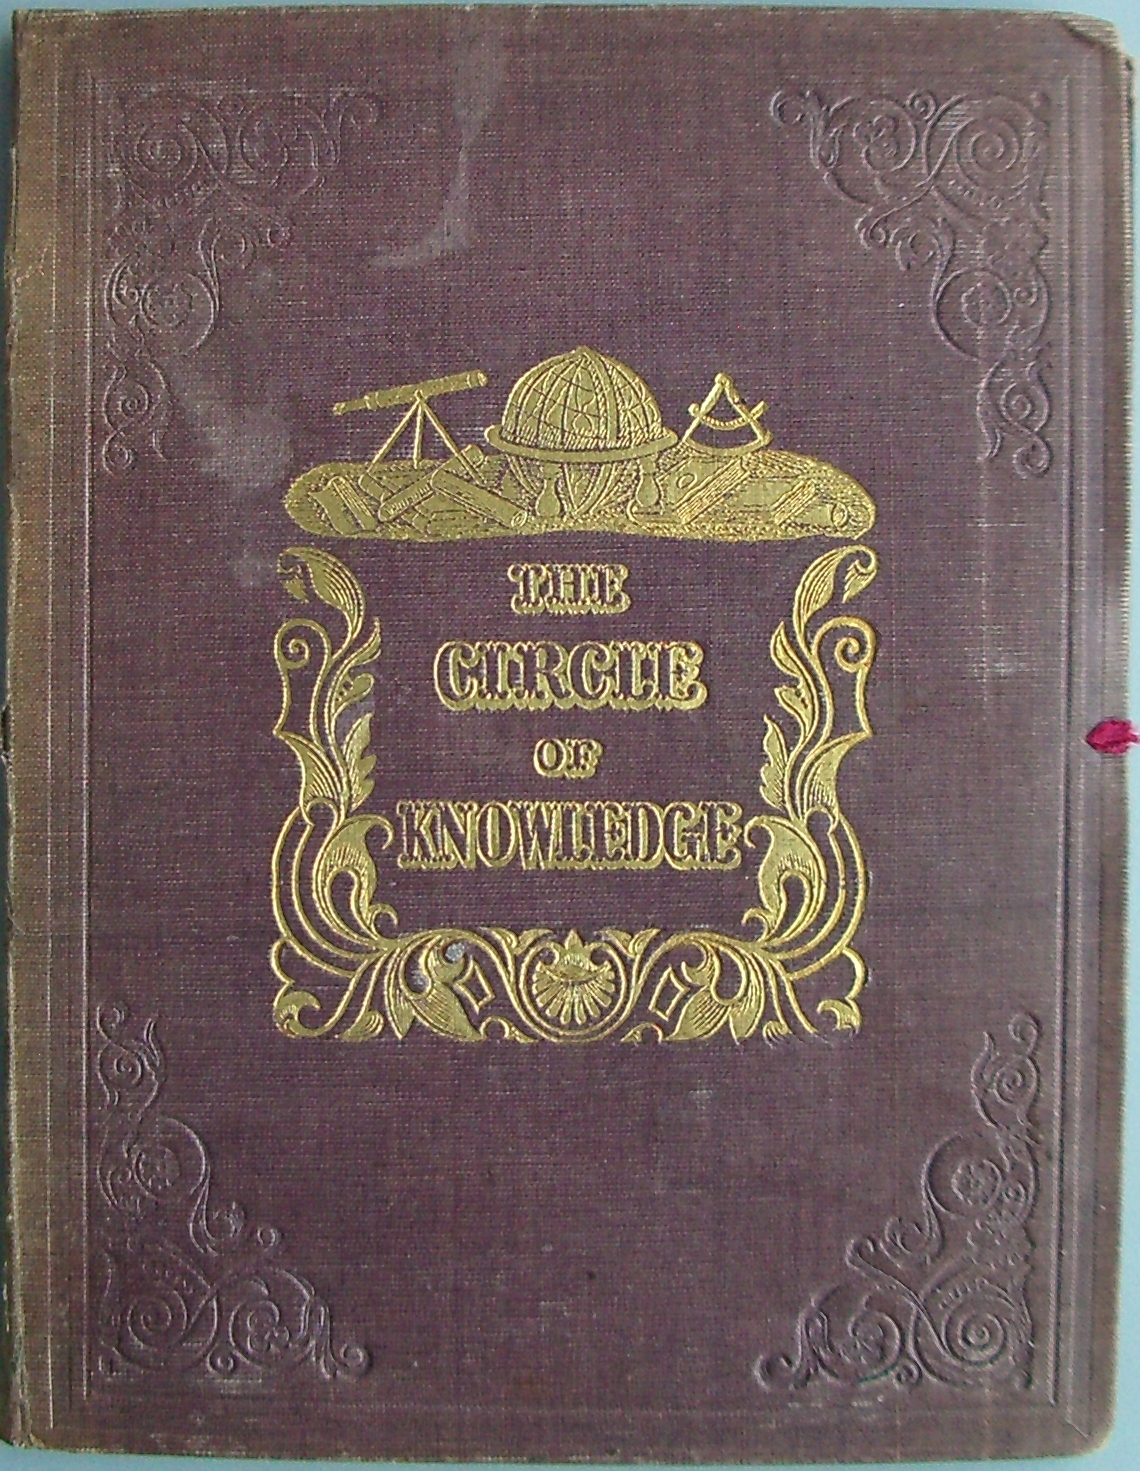 THE
CIRCLE
OF
KNOWLEDGE